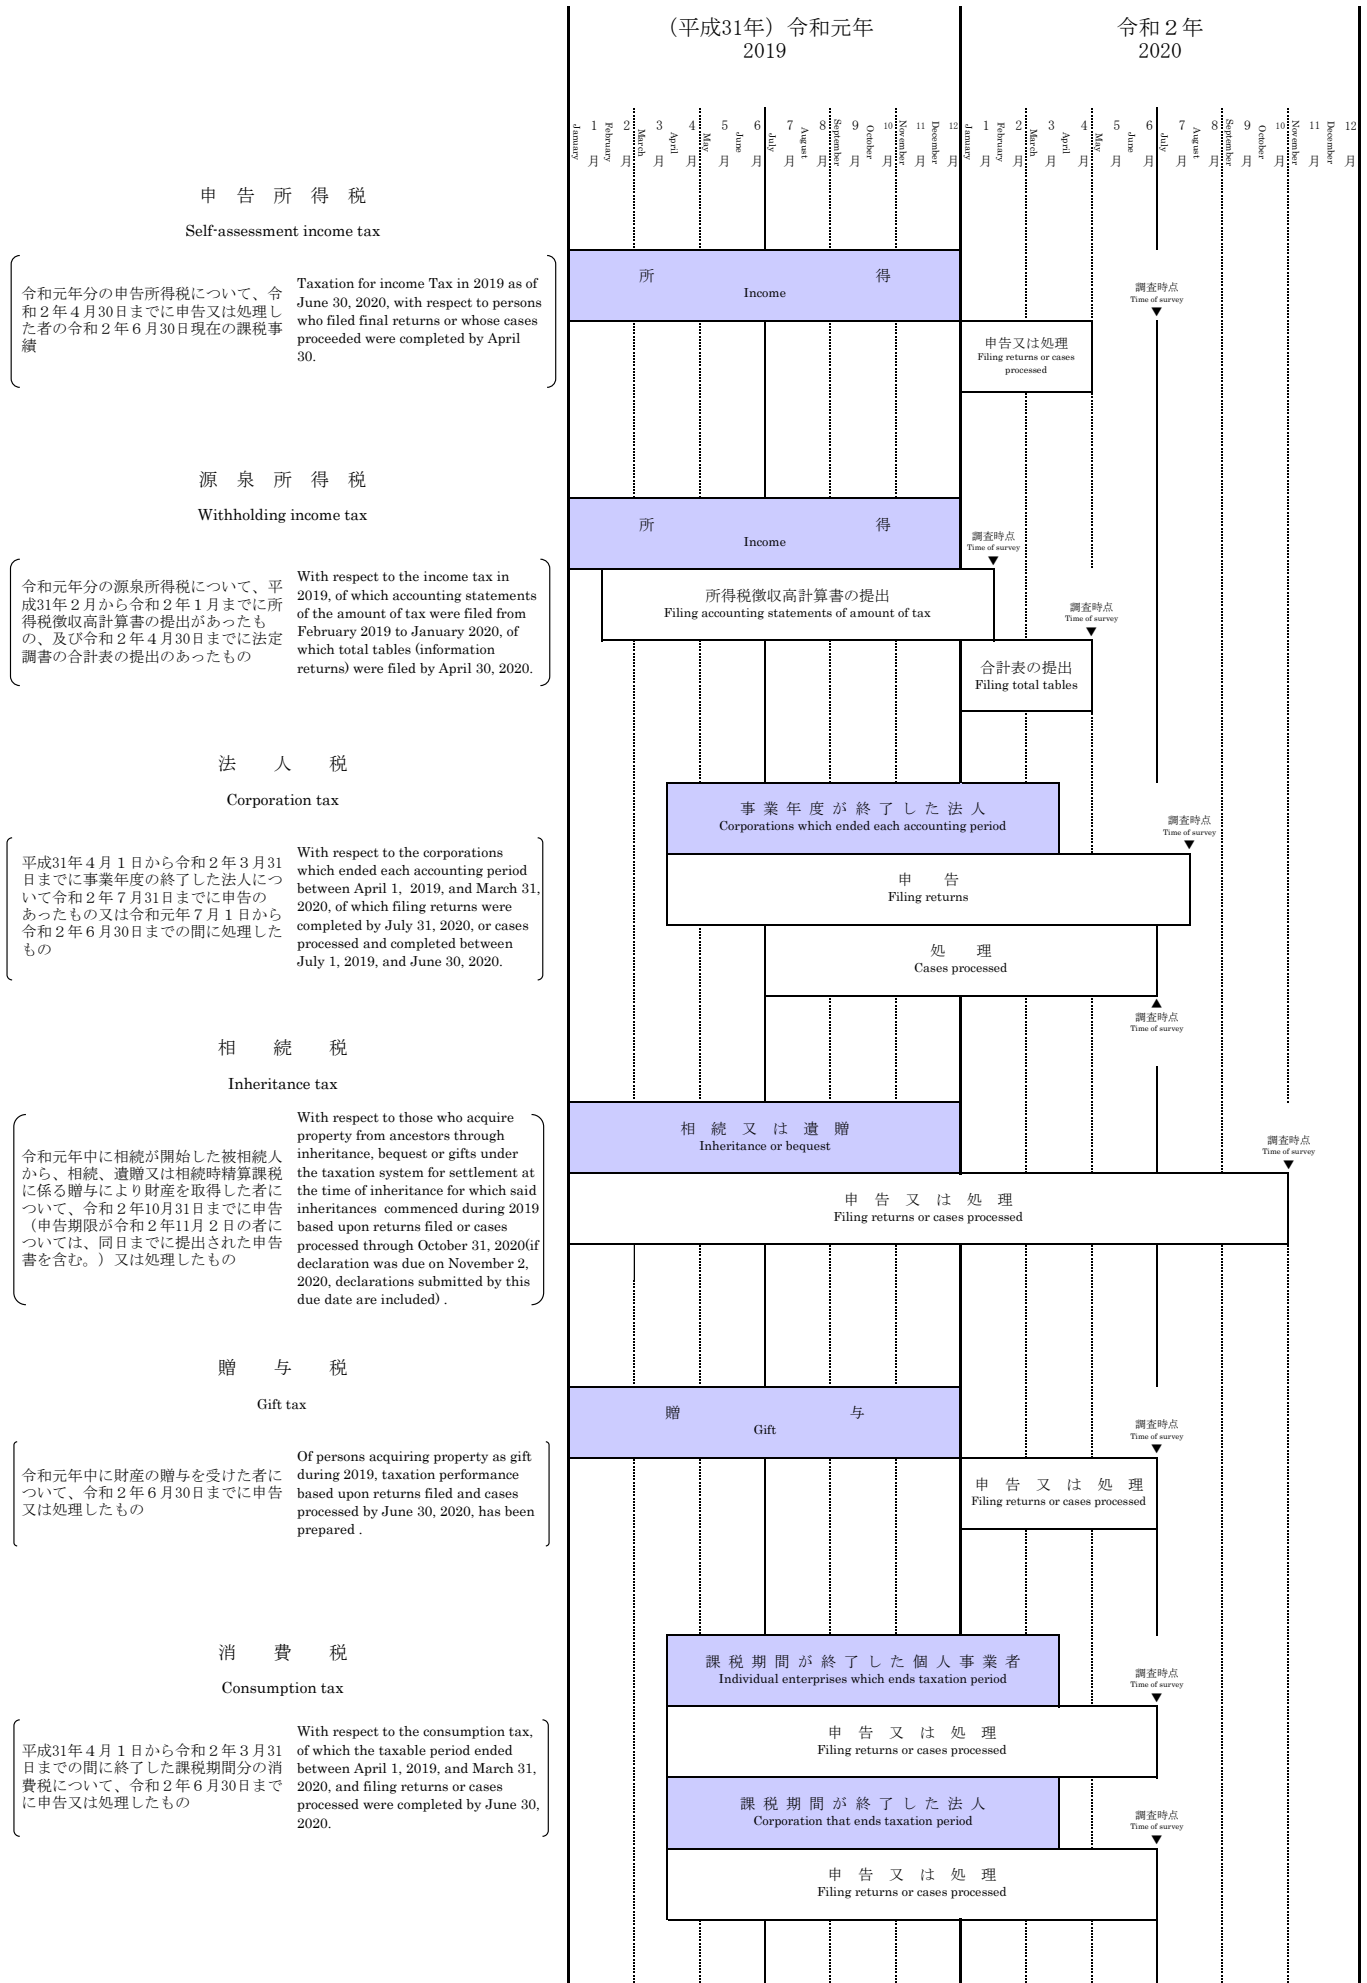 （平成31年）令和元年
2019
令和２年
2020
January 1月 February 2月 March 3月 April 4月 May 5月 June 6月 July 7月 August 8月 September 9月 October 10月 November 11月 December 12月
January 1月 February 2月 March 3月 April 4月 May 5月 June 6月 July 7月 August 8月 September 9月 October 10月 November 11月 December 12月
申告所得税
Self-assessment income tax
令和元年分の申告所得税について、令
和２年４月30日までに申告又は処理し
た者の令和２年６月30日現在の課税事
績
Taxation for income Tax in 2019 as of
June 30, 2020, with respect to persons
who filed final returns or whose cases
proceeded were completed by April
30.
所得
Income
調査時点
Time of survey
▼
申告又は処理
Filing returns or cases
processed
源泉所得税
Withholding income tax
令和元年分の源泉所得税について、平
成31年２月から令和２年１月までに所
得税徴収高計算書の提出があったも
の、及び令和２年４月30日までに法定
調書の合計表の提出のあったもの
With respect to the income tax in
2019, of which accounting statements
of the amount of tax were filed from
February 2019 to January 2020, of
which total tables (information
returns) were filed by April 30, 2020.
所得
Income
調査時点
Time of survey
▼
所得税徴収高計算書の提出
Filing accounting statements of amount of tax
調査時点
Time of survey
▼
合計表の提出
Filing total tables
法人税
Corporation tax
平成31年４月１日から令和２年３月31
日までに事業年度の終了した法人につ
いて令和２年７月31日までに申告の
あったもの又は令和元年７月１日から
令和２年６月30日までの間に処理した
もの
With respect to the corporations
which ended each accounting period
between April 1, 2019, and March 31,
2020, of which filing returns were
completed by July 31, 2020, or cases
processed and completed between
July 1, 2019, and June 30, 2020.
事業年度が終了した法人
Corporations which ended each accounting period
調査時点
Time of survey
▼
申告
Filing returns
処理
Cases processed
▲
調査時点
Time of survey
相続税
Inheritance tax
令和元年中に相続が開始した被相続人
から、相続、遺贈又は相続時精算課税
に係る贈与により財産を取得した者に
ついて、令和２年10月31日までに申告
（申告期限が令和２年11月２日の者に
ついては、同日までに提出された申告
書を含む。）又は処理したもの
With respect to those who acquire
property from ancestors through
inheritance, bequest or gifts under
the taxation system for settlement at
the time of inheritance for which said
inheritances commenced during 2019
based upon returns filed or cases
processed through October 31, 2020(if
declaration was due on November 2,
2020, declarations submitted by this
due date are included) .
相続又は遺贈
Inheritance or bequest
調査時点
Time of survey
▼
申告又は処理
Filing returns or cases processed
贈与税
Gift tax
令和元年中に財産の贈与を受けた者に
ついて、令和２年６月30日までに申告
又は処理したもの
Of persons acquiring property as gift
during 2019, taxation performance
based upon returns filed and cases
processed by June 30, 2020, has been
prepared .
贈与
Gift
調査時点
Time of survey
▼
申告又は処理
Filing returns or cases processed
消費税
Consumption tax
平成31年４月１日から令和２年３月31
日までの間に終了した課税期間分の消
費税について、令和２年６月30日まで
に申告又は処理したもの
With respect to the consumption tax,
of which the taxable period ended
between April 1, 2019, and March 31,
2020, and filing returns or cases
processed were completed by June 30,
2020.
課税期間が終了した個人事業者
Individual enterprises which ends taxation period
調査時点
Time of survey
▼
申告又は処理
Filing returns or cases processed
課税期間が終了した法人
Corporation that ends taxation period
調査時点
Time of survey
▼
申告又は処理
Filing returns or cases processed